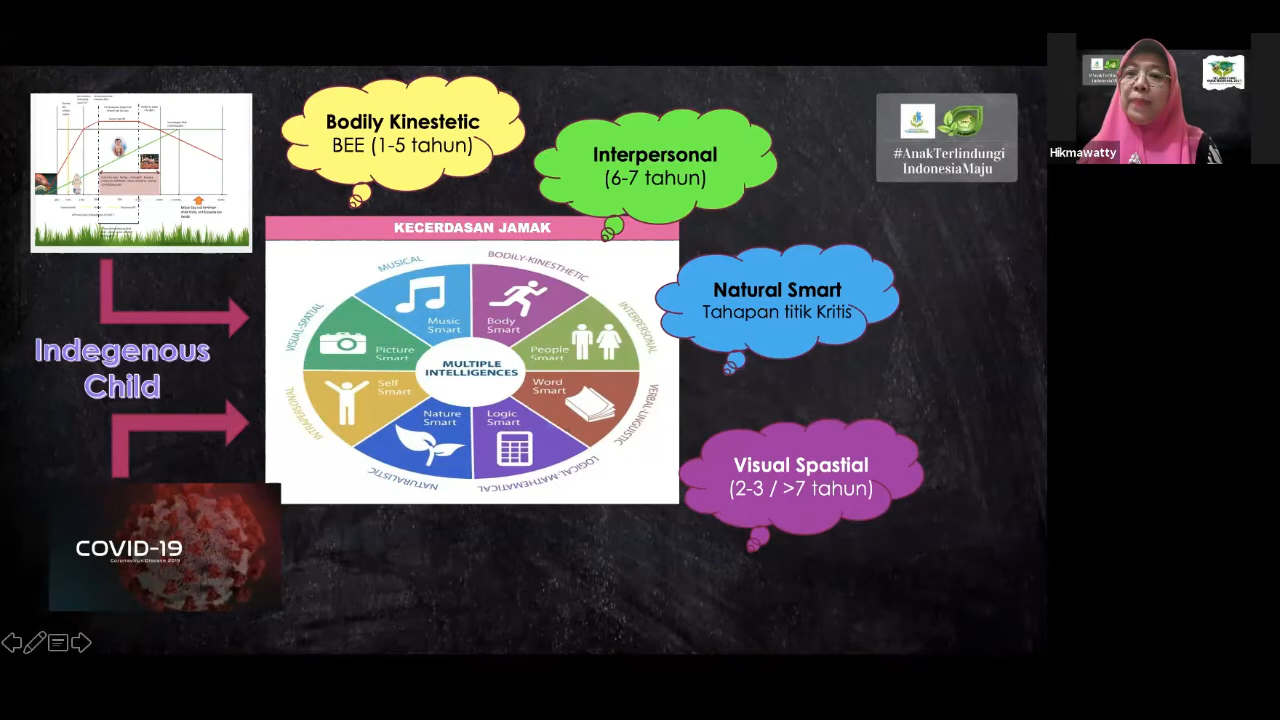 Bodily Kinestetic
BEE (1-5 tahun)
Interpersonal
(6-7 tahun)
#AnakTerlindungi
IndonesiaMaju
Hikmawatty
KECERDASAN JAMAK
Natural Smart
Tahapan titik Kritis
Indegenous
Child
MUSICAL
BODILY-KINESTHETIC
VISUAL-SPATIAL
INTERPERSONAL
Music
Smart
Body
Smart
Picture
Smart
People
Smart
MULTIPLE
INTELLIGENCES
Self
Smart
Word
Smart
Nature
Smart
Logic
Smart
INTRAPERSONAL
VERBAL-LINGUISTIC
NATURALISTIC
LOGICAL-MATHEMATICAL
Visual Spastial
(2-3 / >7 tahun)
COVID-19
Coronavirus Disease 2019